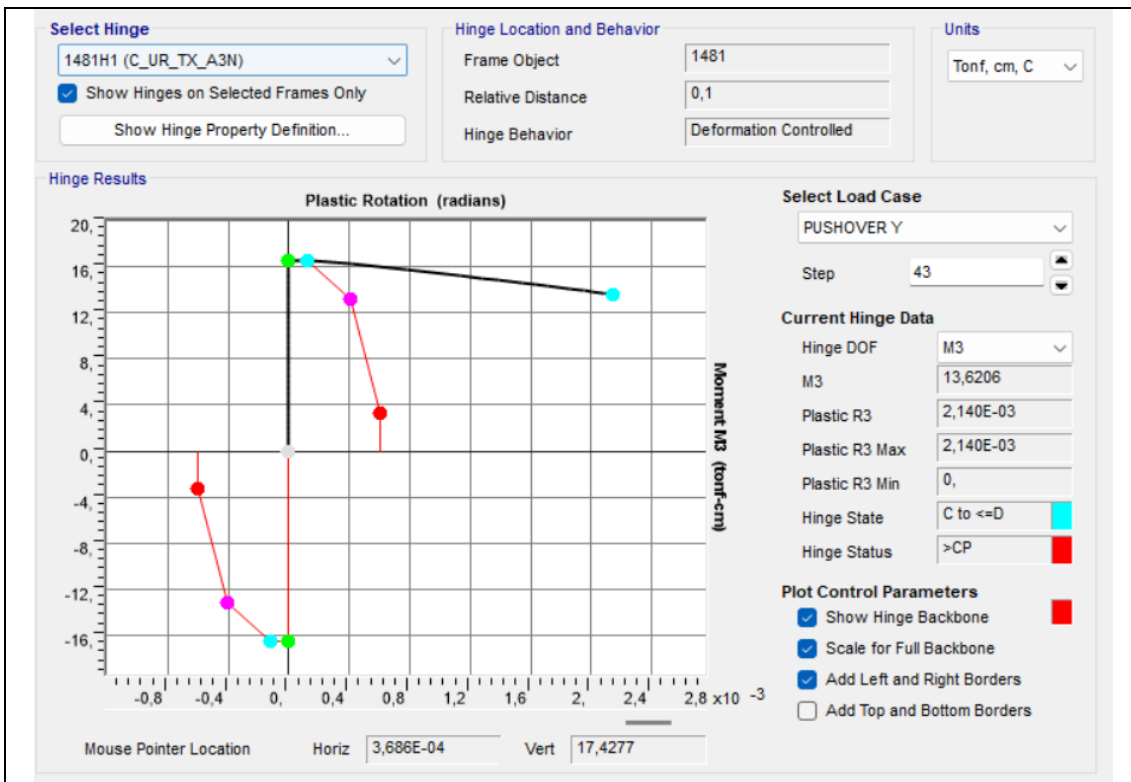 Select Hinge
1481H1 (C_UR_TX_A3N)
Show Hinges on Selected Frames Only
Show Hinge Property Definition...
Hinge Location and Behavior
Frame Object 1481
Relative Distance 0,1
Hinge Behavior Deformation Controlled
Units
Tonf, cm, C
Hinge Results
Plastic Rotation (radians)
20,
16,
12,
8,
4,
0,
-4,
-8,
-12,
-16,
-0,8 -0,4 0, 0,4 0,8 1,2 1,6 2, 2,4 2,8 x10 -3
Moment M3 (tonf-cm)
Mouse Pointer Location Horiz 3,686E-04 Vert 17,4277
Select Load Case
PUSHOVER Y
Step 43
Current Hinge Data
Hinge DOF M3
M3 13,6206
Plastic R3 2,140E-03
Plastic R3 Max 2,140E-03
Plastic R3 Min 0,
Hinge State C to <=D
Hinge Status >CP
Plot Control Parameters
Show Hinge Backbone
Scale for Full Backbone
Add Left and Right Borders
Add Top and Bottom Borders